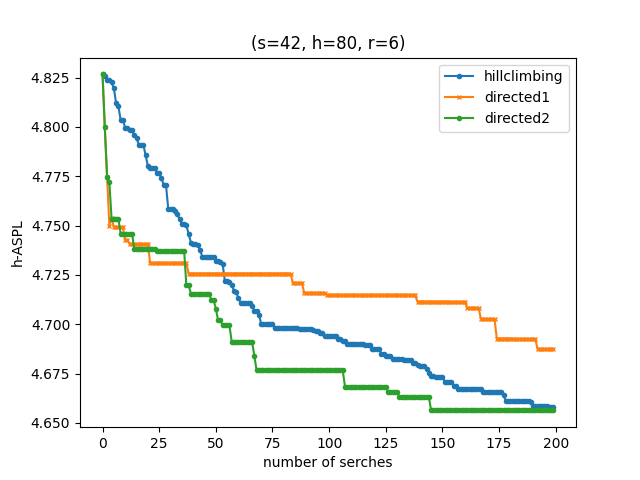 (s=42, h=80, r=6)
hillclimbing
directed1
directed2
h-ASPL
4.825
4.800
4.775
4.750
4.725
4.700
4.675
4.650
0 25 50 75 100 125 150 175 200
number of serches